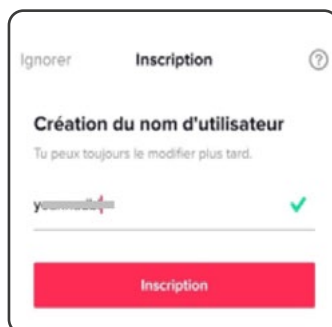 Ignorer Inscription ?
Création du nom d'utilisateur
Tu peux toujours le modifier plus tard.
Inscription